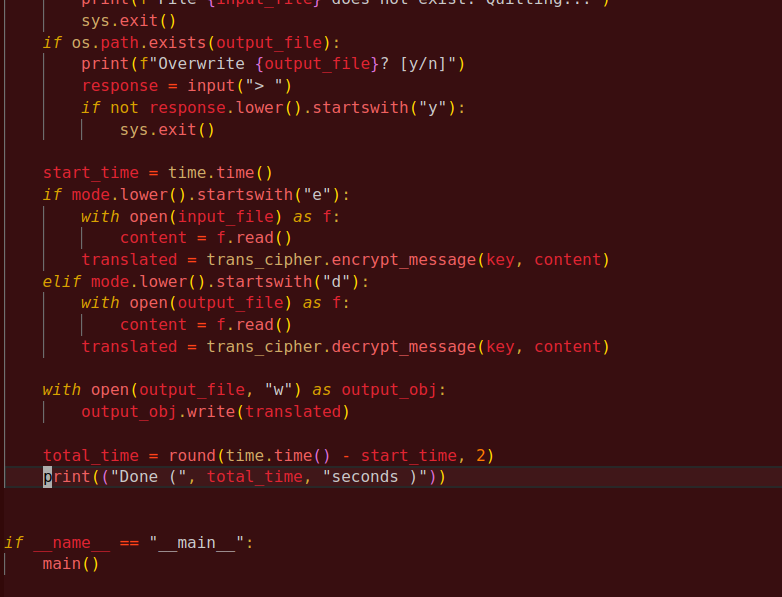 print(f"File {input_file} does not exist. Quitting...")
sys.exit()
if os.path.exists(output_file):
print(f"Overwrite {output_file}? [y/n]")
response = input("> ")
if not response.lower().startswith("y"):
sys.exit()
start_time = time.time()
if mode.lower().startswith("e"):
with open(input_file) as f:
content = f.read()
translated = trans_cipher.encrypt_message(key, content)
elif mode.lower().startswith("d"):
with open(output_file) as f:
content = f.read()
translated = trans_cipher.decrypt_message(key, content)
with open(output_file, "w") as output_obj:
output_obj.write(translated)
total_time = round(time.time() - start_time, 2)
print(("Done (", total_time, "seconds )"))
if __name__ == "__main__":
main()